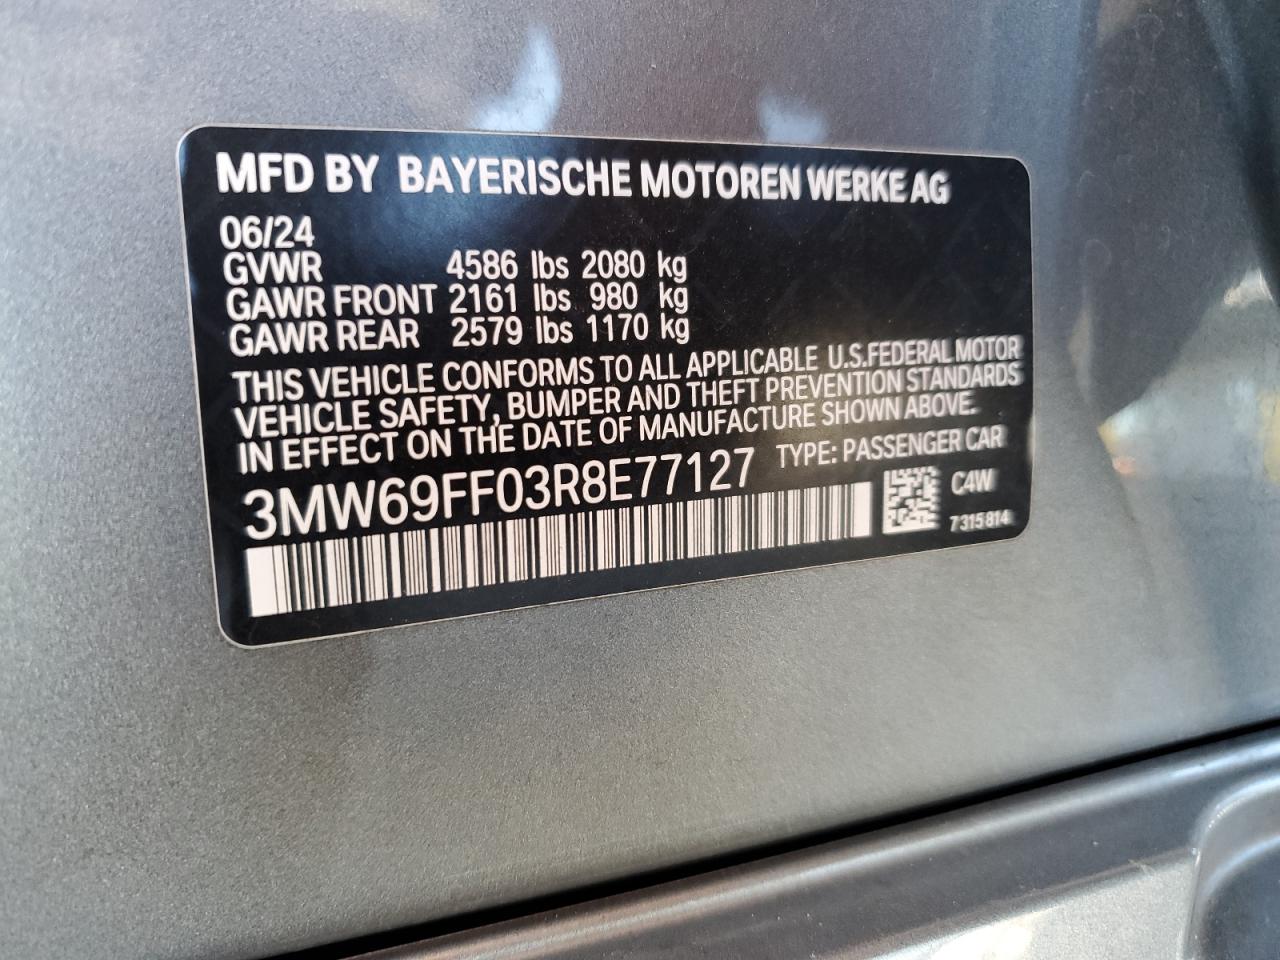 MFD BY BAYERISCHE MOTOREN WERKE AG
06/24
GVWR 4586 lbs 2080 kg
GAWR FRONT 2161 lbs 980 kg
GAWR REAR 2579 lbs 1170 kg
THIS VEHICLE CONFORMS TO ALL APPLICABLE U.S.FEDERAL MOTOR
VEHICLE SAFETY, BUMPER AND THEFT PREVENTION STANDARDS
IN EFFECT ON THE DATE OF MANUFACTURE SHOWN ABOVE.
3MW69FF03R8E77127 TYPE: PASSENGER CAR
C4W
7315814